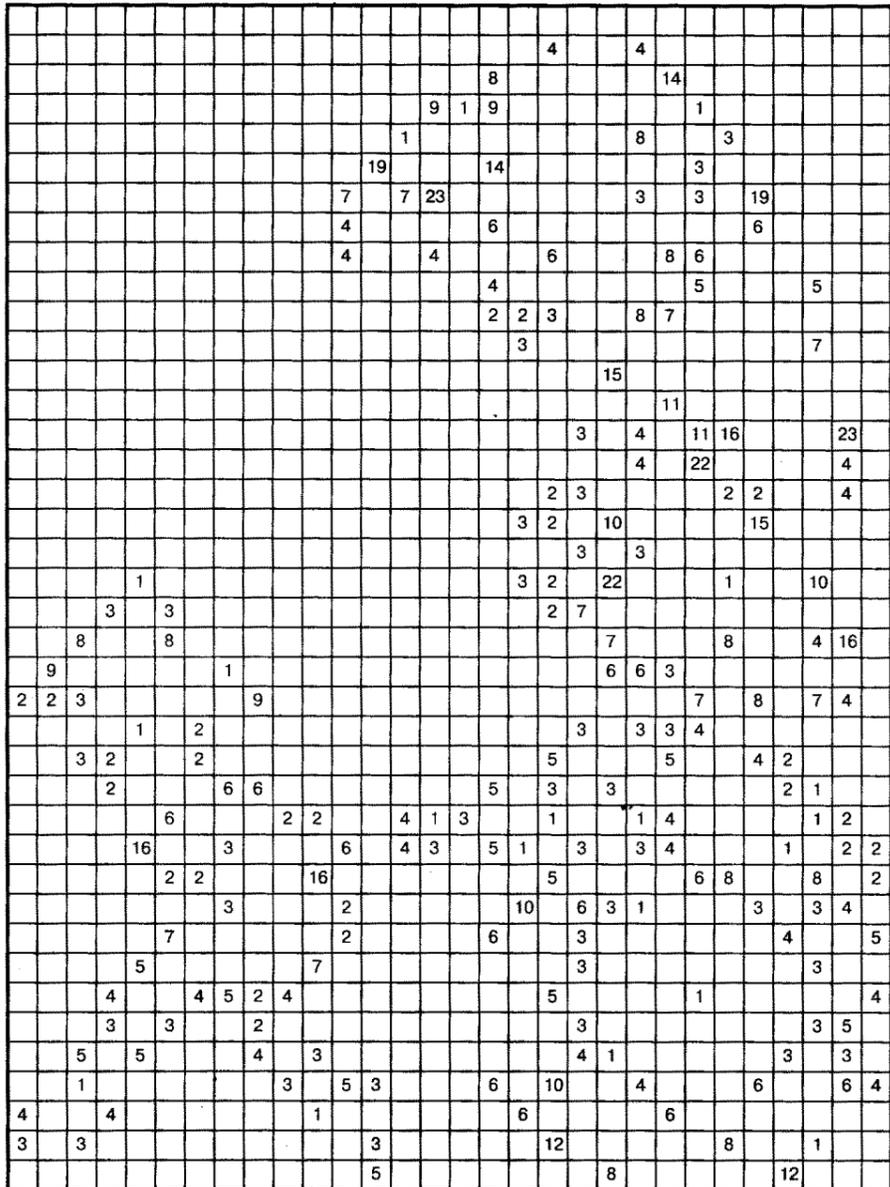 4 4
8 14
9 1 9 1
1 8 3
19 14 3
7 7 23 3 3 19
4 6 6
4 4 6 8 6
4 5 5
2 2 3 8 7
3 7
15
11
3 4 11 16 23
4 22 4
2 3 2 2 4
3 2 10 15
3 3
1 3 2 22 1 10
3 3 2 7
8 8 7 8 4 16
9 1 6 6 3
2 2 3 9 7 8 7 4
1 2 3 3 3 4
3 2 2 5 5 4 2
2 6 6 5 3 3 2 1
6 2 2 4 1 3 1 1 4 1 2
16 3 6 4 3 5 1 3 3 4 1 2 2
2 2 16 5 6 8 8 2
3 2 10 6 3 1 3 3 4
7 2 6 3 4 5
5 7 3 3
4 4 5 2 4 5 1 4
3 3 2 3 3 5
5 5 4 3 4 1 3 3
1 3 5 3 6 10 4 6 6 4
4 4 1 6 6
3 3 3 12 8 1
5 8 12